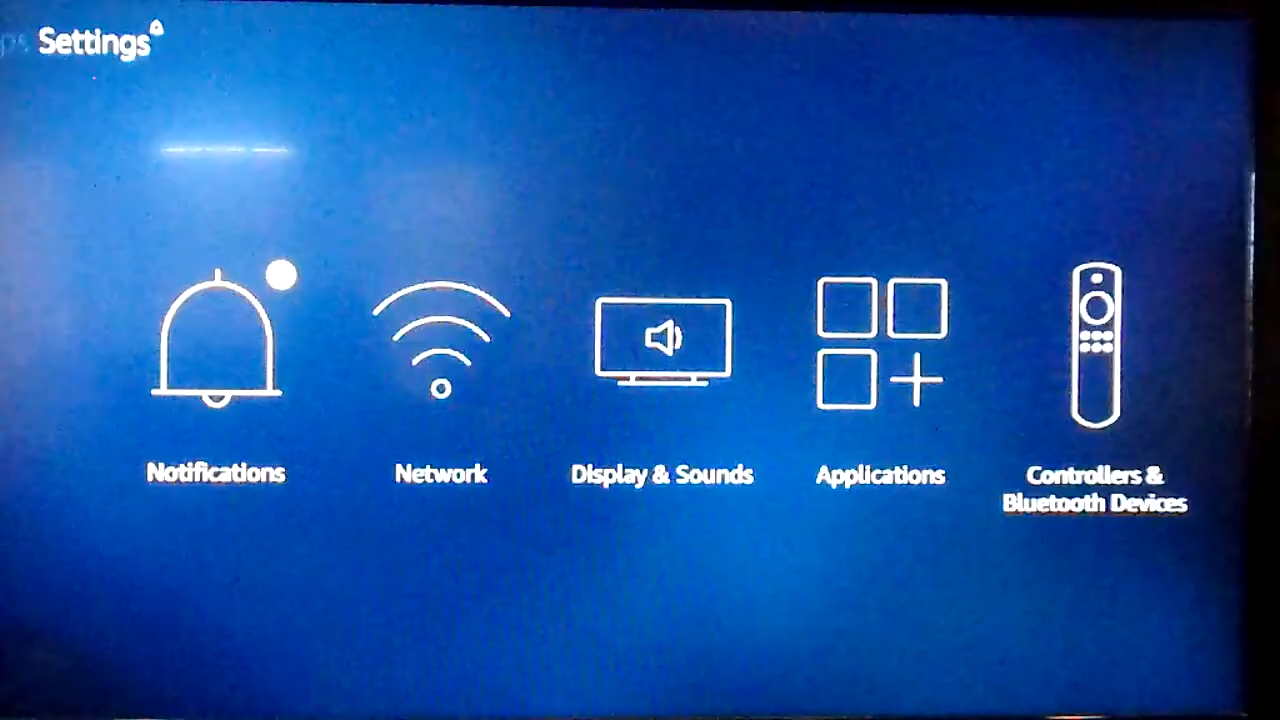 Settings
Notifications
Network
Display & Sounds
Applications
Controllers &
Bluetooth Devices